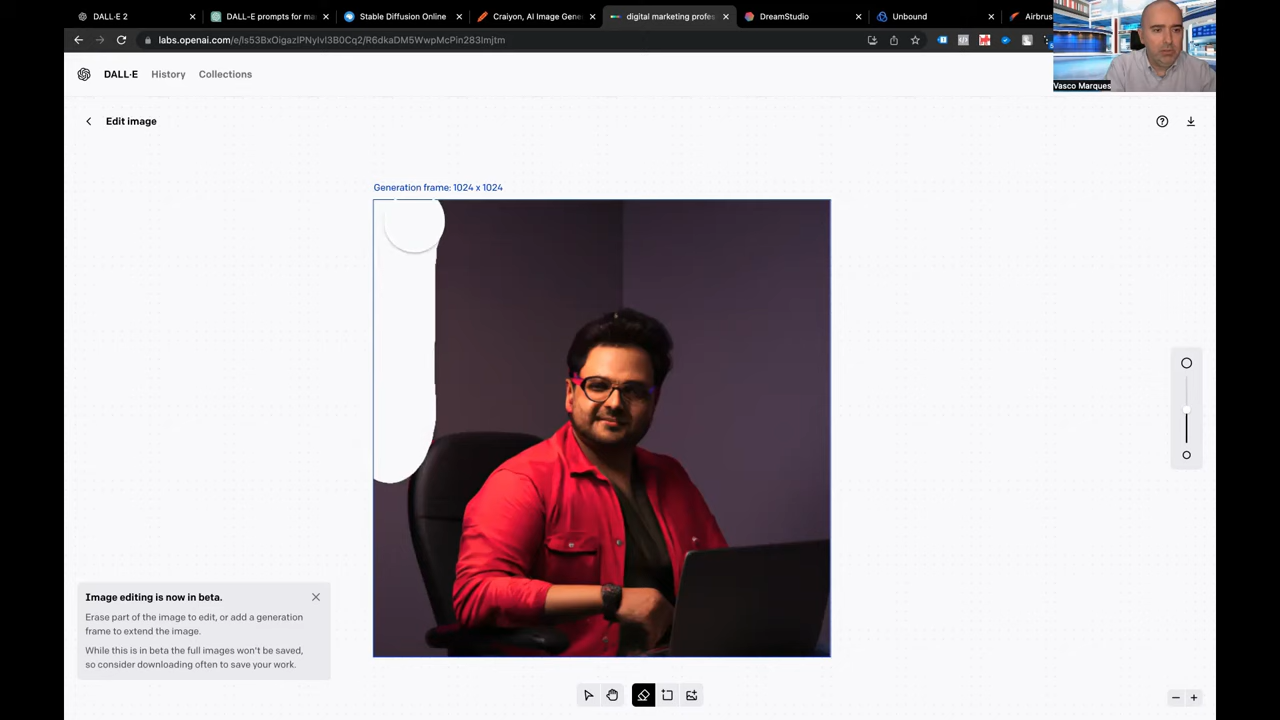 DALL·E 2
DALL-E prompts for ma
Stable Diffusion Online
Craiyon, AI Image Gene
digital marketing profes
DreamStudio
Unbound
Airbrus
labs.openai.com/e/Is53BxOigazIPNyIvI3B0Cq2/R6dkaDM5WwpMcPin283Imjtm
Vasco Marques
DALL·E
History
Collections
Edit image
Generation frame: 1024 x 1024
Image editing is now in beta.
Erase part of the image to edit, or add a generation
frame to extend the image.
While this is in beta the full images won't be saved,
so consider downloading often to save your work.